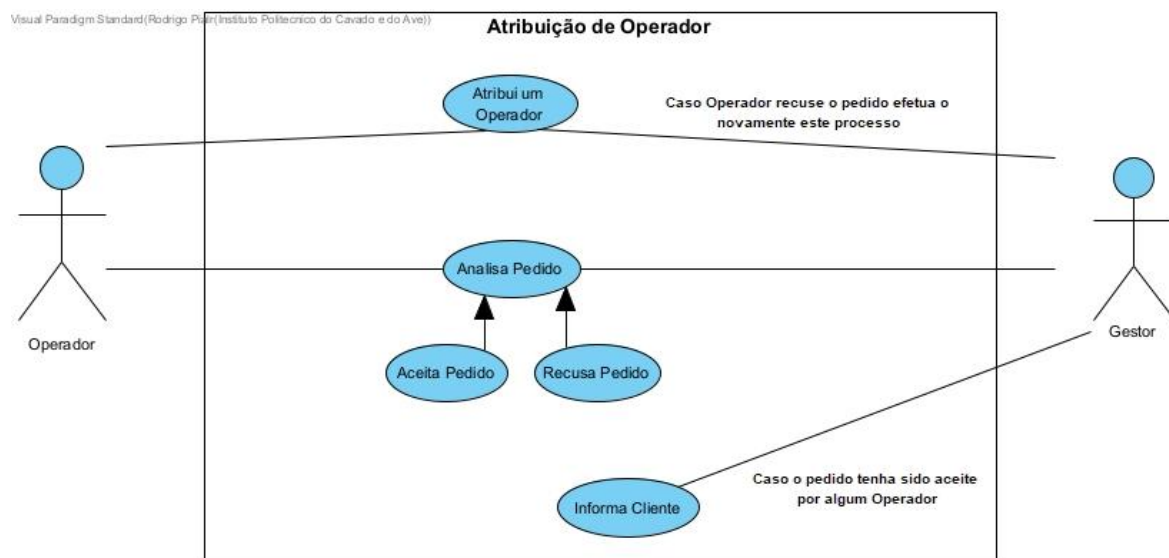 Visual Paradigm Standard(Rodrigo (Instituto Politecnico do Cavado e do Ave))
Atribuição de Operador
Atribui um
Operador
Caso Operador recuse o pedido efetua o
novamente este processo
Analisa Pedido
Operador
Gestor
Aceita Pedido
Recusa Pedido
Caso o pedido tenha sido aceite
por algum Operador
Informa Cliente